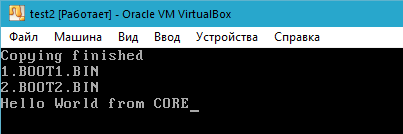 test2 [Работает] - Oracle VM VirtualBox
Файл Машина Вид Ввод Устройства Справка
Copying finished
1.BOOT1.BIN
2.BOOT2.BIN
Hello World from CORE_